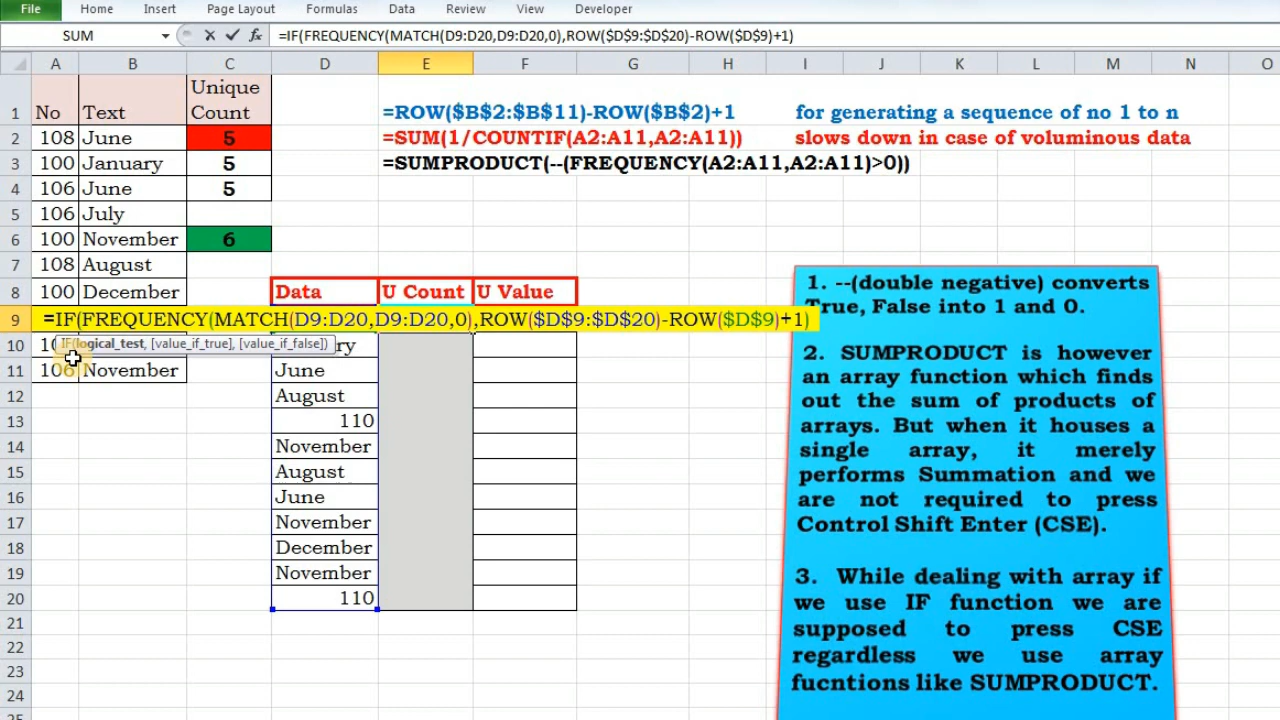 File Home Insert Page Layout Formulas Data Review View Developer
SUM fx =IF(FREQUENCY(MATCH(D9:D20,D9:D20,0),ROW($D$9:$D$20)-ROW($D$9)+1)
A B C D E F G H I J K L M N O
Unique
1 No Text Count =ROW($B$2:$B$11)-ROW($B$2)+1 for generating a sequence of no 1 to n
2 108 June 5 =SUM(1/COUNTIF(A2:A11,A2:A11)) slows down in case of voluminous data
3 100 January 5 =SUMPRODUCT(--(FREQUENCY(A2:A11,A2:A11)>0))
4 106 June 5
5 106 July
6 100 November 6
7 108 August
8 100 December Data U Count U Value
9 =IF(FREQUENCY(MATCH(D9:D20,D9:D20,0),ROW($D$9:$D$20)-ROW($D$9)+1)
IF(logical_test, [value_if_true], [value_if_false])
10
11 106 November June
12 August
13 110
14 November
15 August
16 June
17 November
18 December
19 November
20 110
21
22
23
24
25
1. --(double negative) converts
True, False into 1 and 0.
2. SUMPRODUCT is however
an array function which finds
out the sum of products of
arrays. But when it houses a
single array, it merely
performs Summation and we
are not required to press
Control Shift Enter (CSE).
3. While dealing with array if
we use IF function we are
supposed to press CSE
regardless we use array
fucntions like SUMPRODUCT.